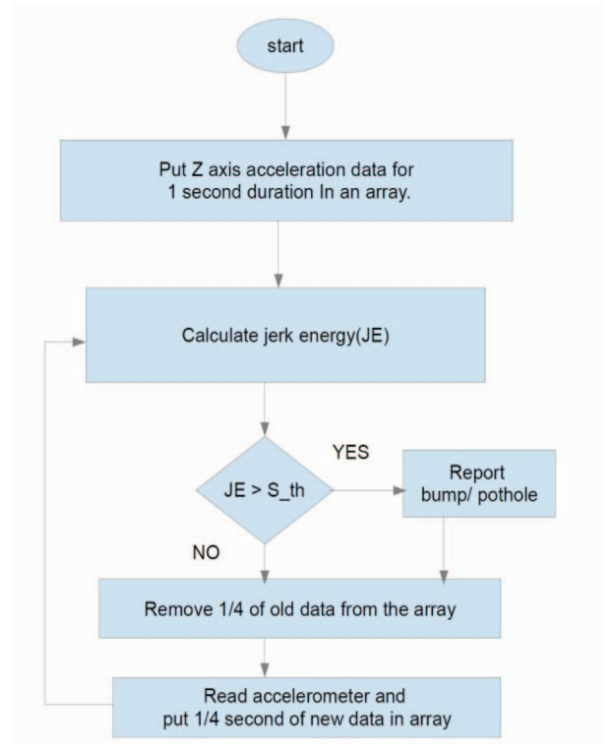 start
Put Z axis acceleration data for
1 second duration In an array.
Calculate jerk energy(JE)
JE > S_th
YES
Report
bump/ pothole
NO
Remove 1/4 of old data from the array
Read accelerometer and
put 1/4 second of new data in array